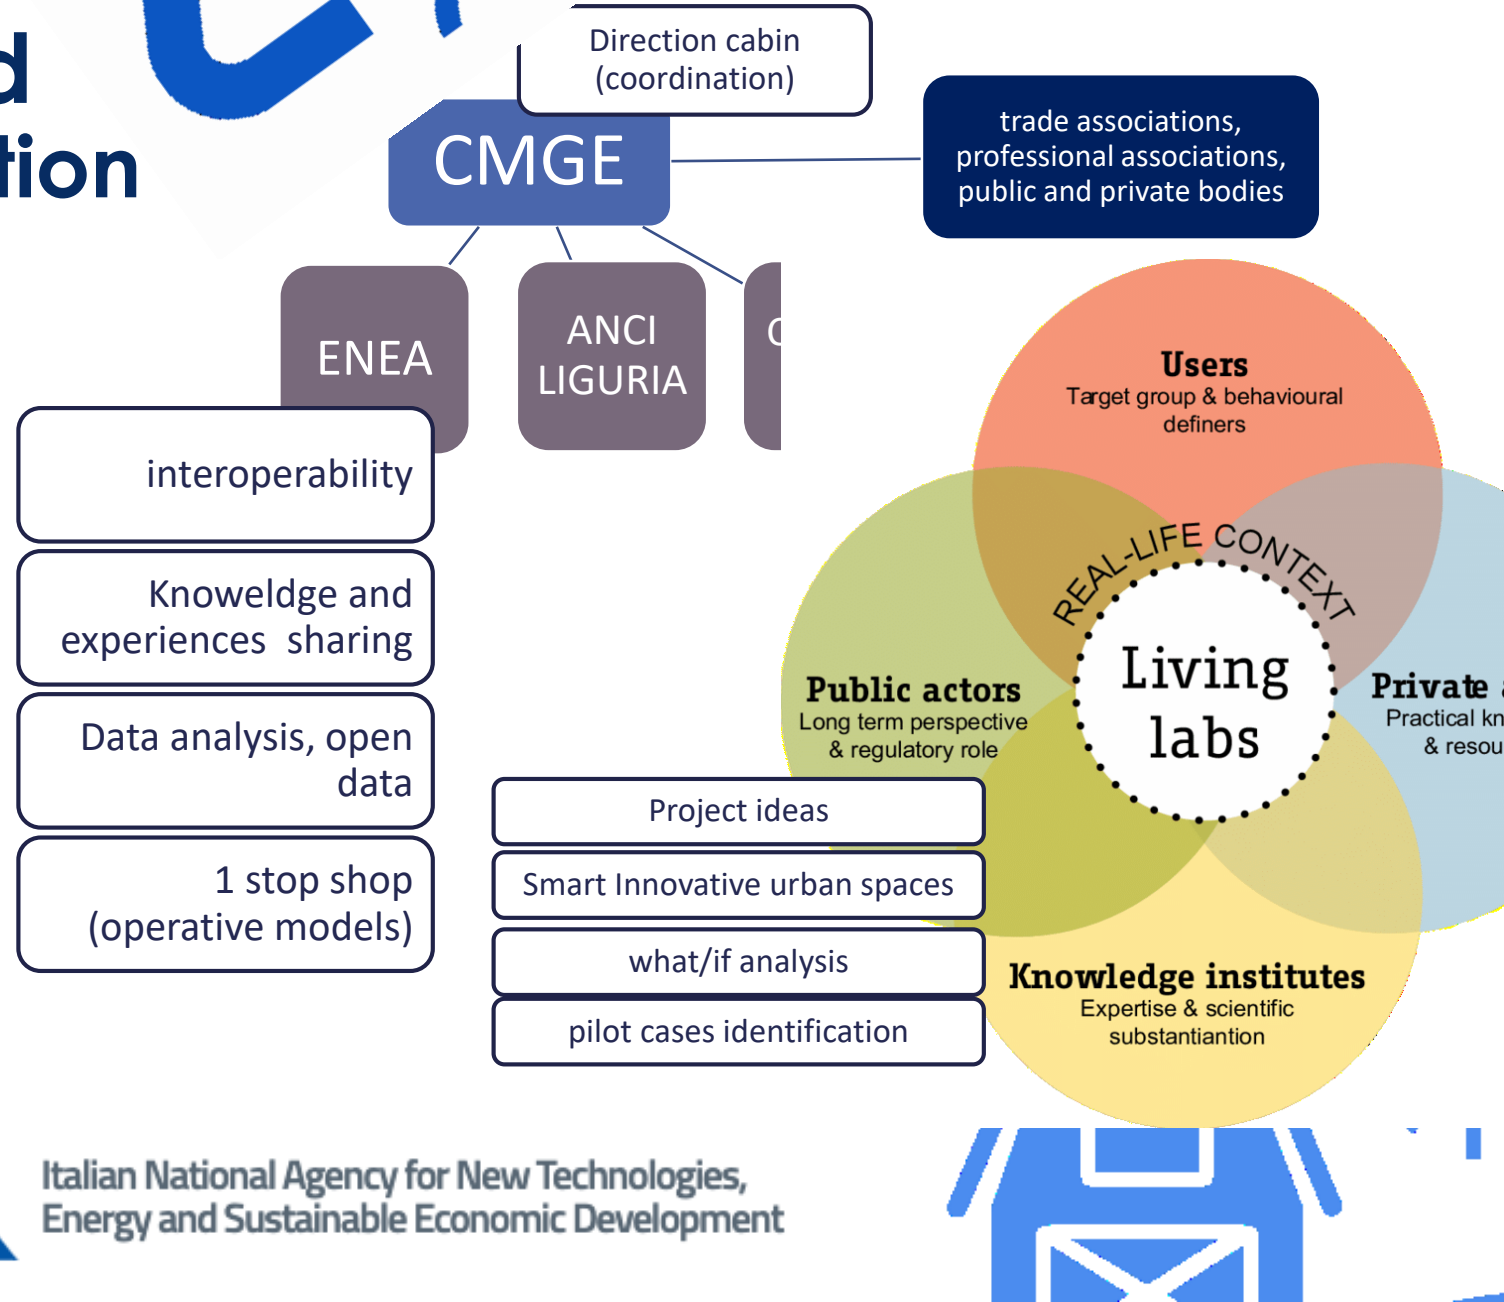 Direction cabin
(coordination)
CMGE
trade associations,
professional associations,
public and private bodies
ENEA
ANCI
LIGURIA
interoperability
Knoweldge and
experiences sharing
Data analysis, open
data
1 stop shop
(operative models)
Users
Target group & behavioural
definers
REAL-LIFE CONTEXT
Living
labs
Public actors
Long term perspective
& regulatory role
Private
Practical
&
Project ideas
Smart Innovative urban spaces
what/if analysis
pilot cases identification
Knowledge institutes
Expertise & scientific
substantiantion
Italian National Agency for New Technologies,
Energy and Sustainable Economic Development